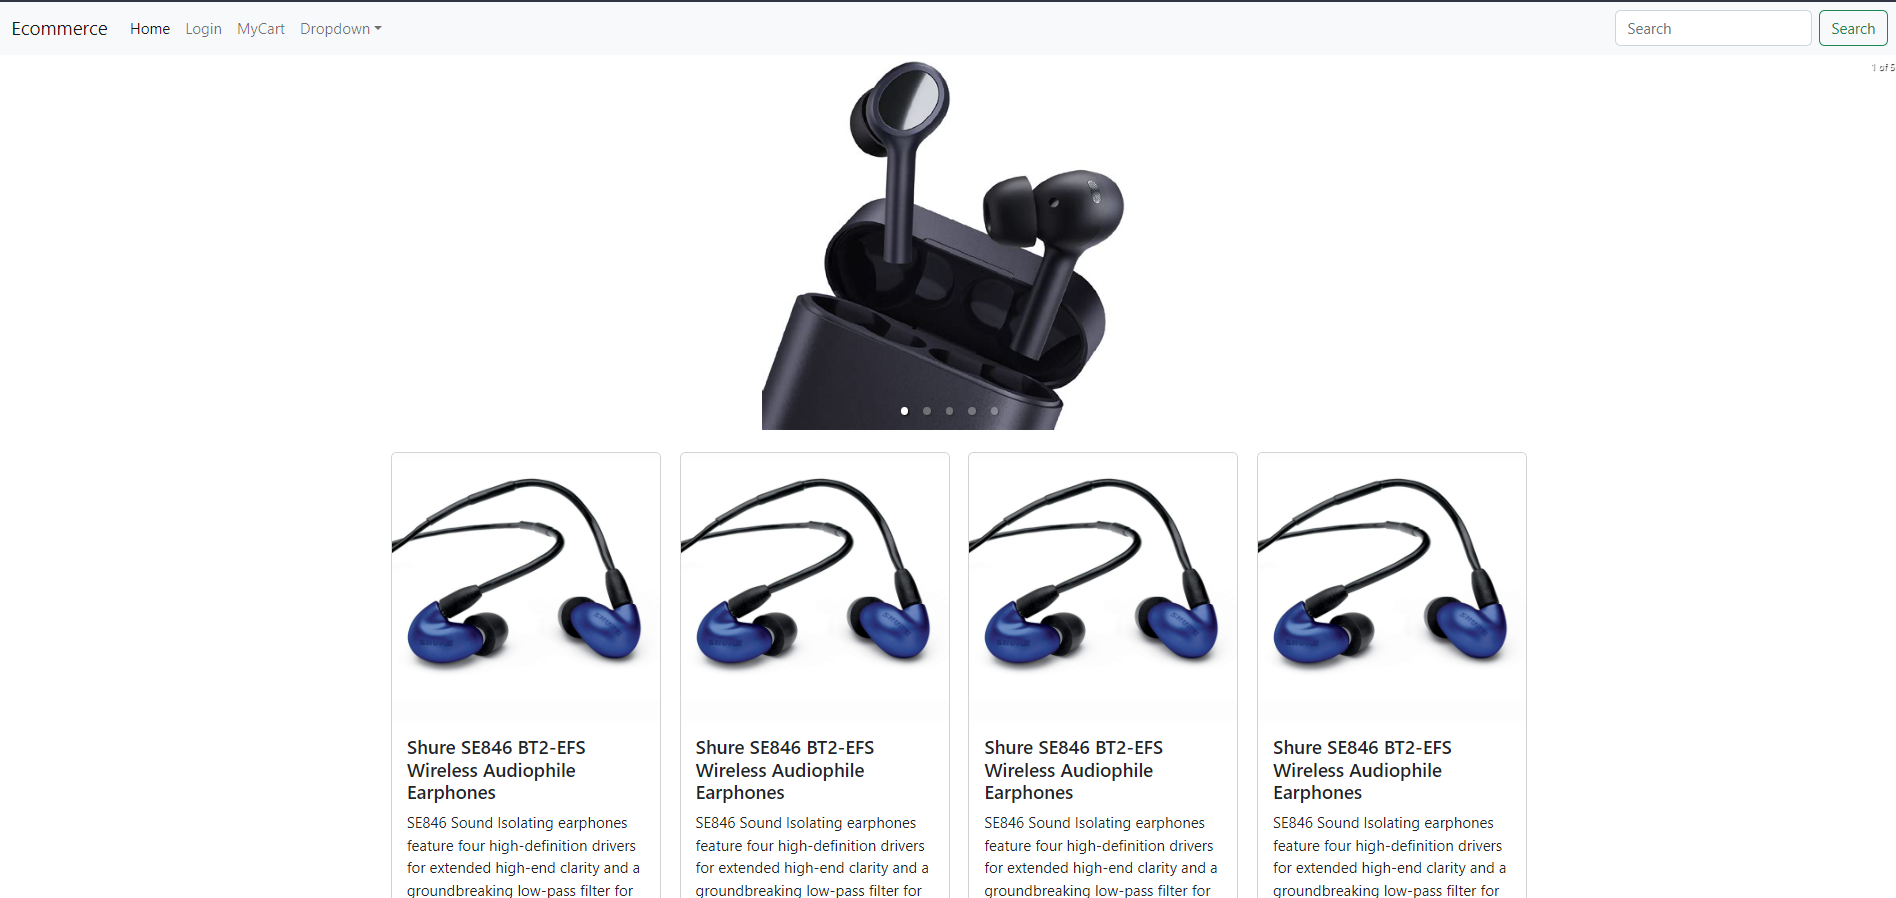 Ecommerce Home Login MyCart Dropdown Search Search
1 of 5
Shure SE846 BT2-EFS
Wireless Audiophile
Earphones
SE846 Sound Isolating earphones
feature four high-definition drivers
for extended high-end clarity and a
groundbreaking low-pass filter for
Shure SE846 BT2-EFS
Wireless Audiophile
Earphones
SE846 Sound Isolating earphones
feature four high-definition drivers
for extended high-end clarity and a
groundbreaking low-pass filter for
Shure SE846 BT2-EFS
Wireless Audiophile
Earphones
SE846 Sound Isolating earphones
feature four high-definition drivers
for extended high-end clarity and a
groundbreaking low-pass filter for
Shure SE846 BT2-EFS
Wireless Audiophile
Earphones
SE846 Sound Isolating earphones
feature four high-definition drivers
for extended high-end clarity and a
groundbreaking low-pass filter for